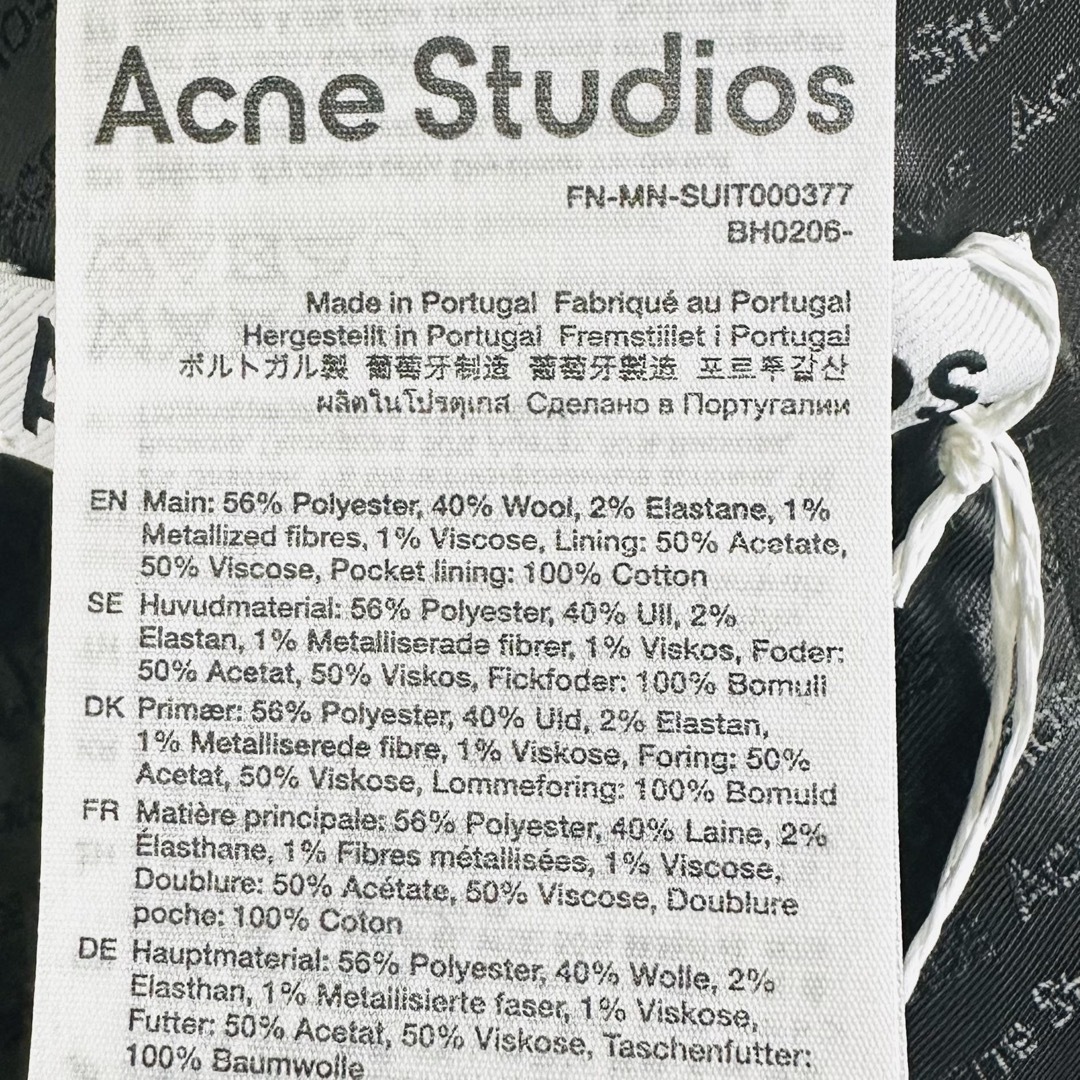 Acne Studios
FN-MN-SUIT000377
BH0206-
Made in Portugal Fabriqué au Portugal
Hergestellt in Portugal Fremstillet i Portugal
ポルトガル製 葡萄牙制造 葡萄牙製造 포르투갈산
ผลิตในโปรตุเกส Сделано в Португалии
EN Main: 56% Polyester, 40% Wool, 2% Elastane, 1%
Metallized fibres, 1% Viscose, Lining: 50% Acetate,
50% Viscose, Pocket lining: 100% Cotton
SE Huvudmaterial: 56% Polyester, 40% Ull, 2%
Elastan, 1% Metalliserade fibrer, 1% Viskos, Foder:
50% Acetat, 50% Viskos, Fickfoder: 100% Bomull
DK Primær: 56% Polyester, 40% Uld, 2% Elastan,
1% Metalliserede fibre, 1% Viskose, Foring: 50%
Acetat, 50% Viskose, Lommeforing: 100% Bomuld
FR Matière principale: 56% Polyester, 40% Laine, 2%
Élasthane, 1% Fibres métallisées, 1% Viscose,
Doublure: 50% Acétate, 50% Viscose, Doublure
poche: 100% Coton
DE Hauptmaterial: 56% Polyester, 40% Wolle, 2%
Elasthan, 1% Metallisierte faser, 1% Viskose,
Futter: 50% Acetat, 50% Viskose, Taschenfutter:
100% Baumwolle